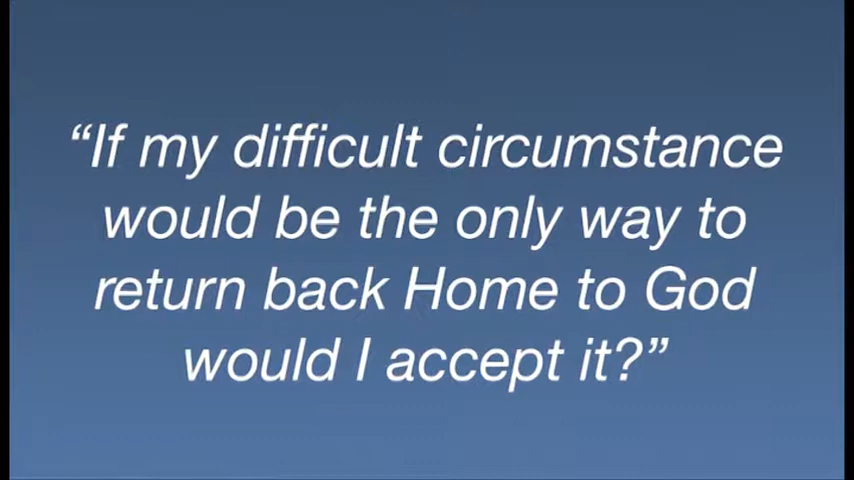 “If my difficult circumstance
would be the only way to
return back Home to God
would I accept it?”